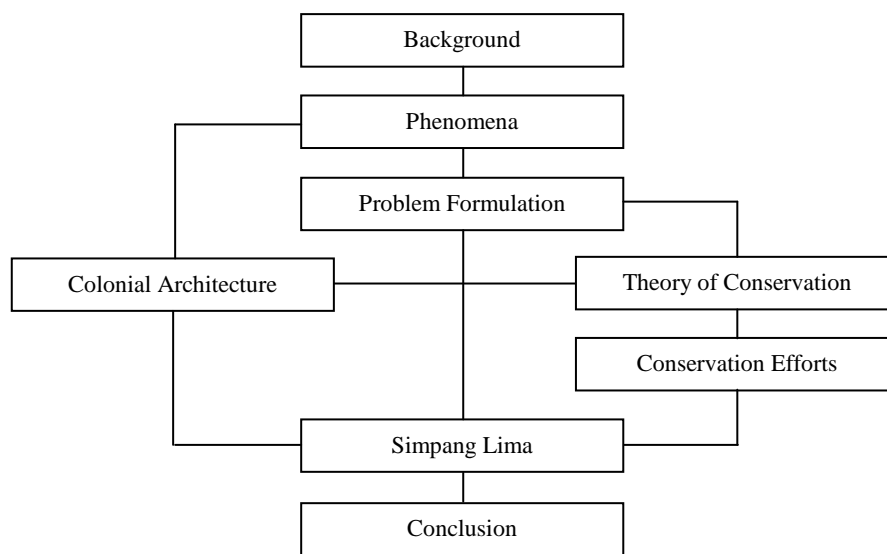 Background
Phenomena
Problem Formulation
Colonial Architecture
Theory of Conservation
Conservation Efforts
Simpang Lima
Conclusion